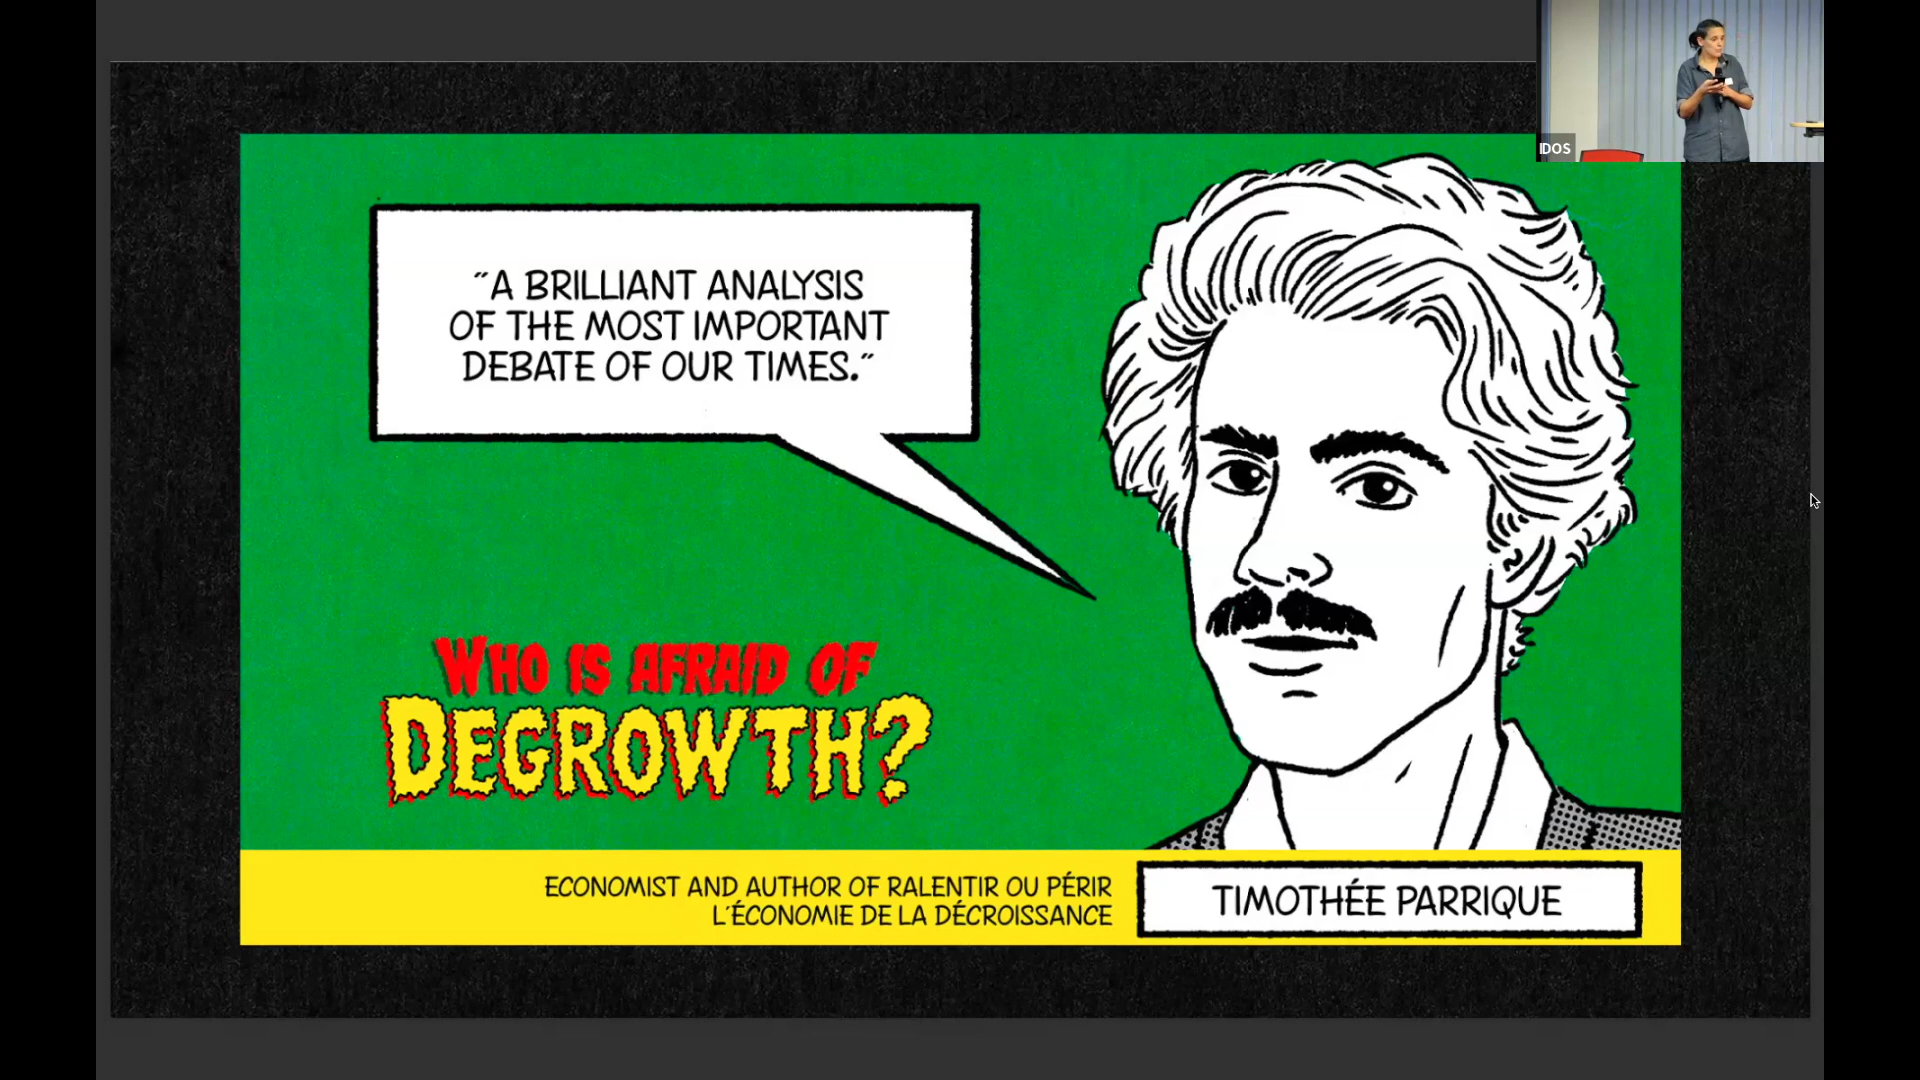 IDOS
"A BRILLIANT ANALYSIS
OF THE MOST IMPORTANT
DEBATE OF OUR TIMES."
WHO IS AFRAID OF
DEGROWTH?
ECONOMIST AND AUTHOR OF RALENTIR OU PÉRIR
L'ÉCONOMIE DE LA DÉCROISSANCE
TIMOTHÉE PARRIQUE